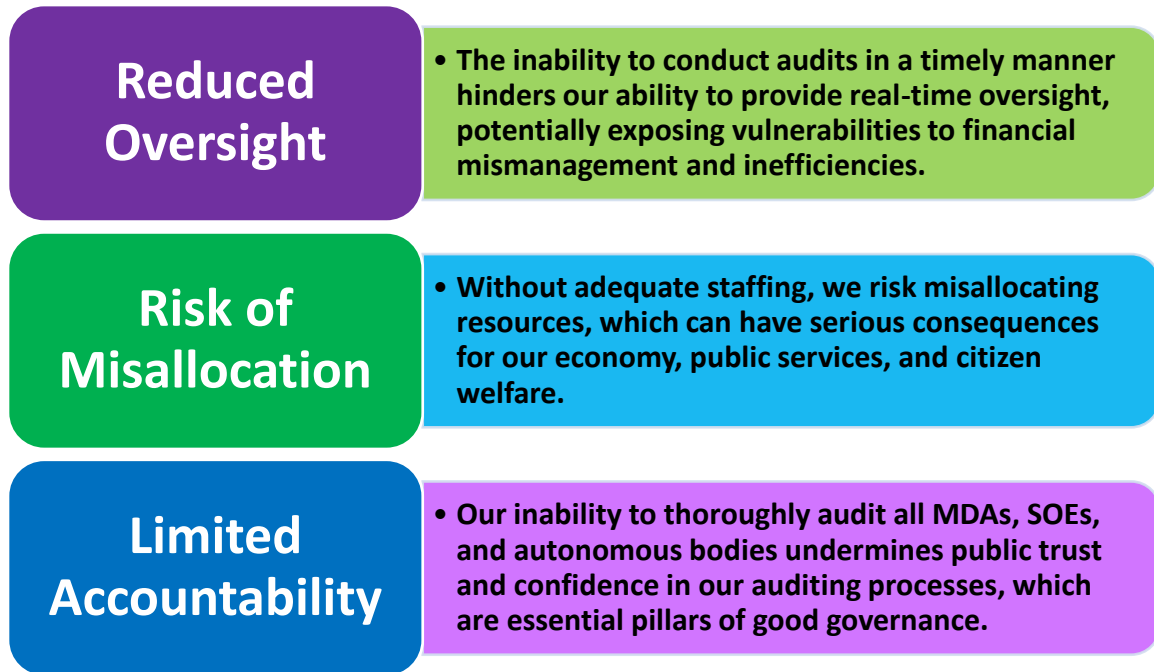 Reduced
Oversight
• The inability to conduct audits in a timely manner
hinders our ability to provide real-time oversight,
potentially exposing vulnerabilities to financial
mismanagement and inefficiencies.
Risk of
Misallocation
• Without adequate staffing, we risk misallocating
resources, which can have serious consequences
for our economy, public services, and citizen
welfare.
Limited
Accountability
• Our inability to thoroughly audit all MDAs, SOEs,
and autonomous bodies undermines public trust
and confidence in our auditing processes, which
are essential pillars of good governance.